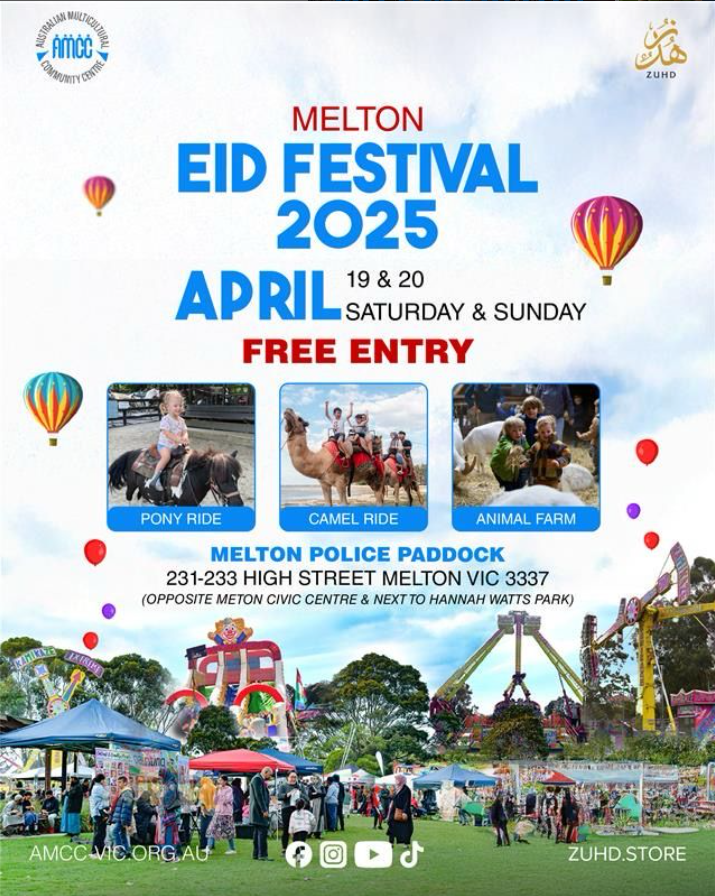 AUSTRALIAN MULTICULTURAL
AMCC
COMMUNITY CENTRE
زهد
ZUHD
MELTON
EID FESTIVAL
2025
APRIL
19 & 20
SATURDAY & SUNDAY
FREE ENTRY
PONY RIDE
CAMEL RIDE
ANIMAL FARM
MELTON POLICE PADDOCK
231-233 HIGH STREET MELTON VIC 3337
(OPPOSITE METON CIVIC CENTRE & NEXT TO HANNAH WATTS PARK)
AMCC-VIC.ORG.AU
ZUHD.STORE